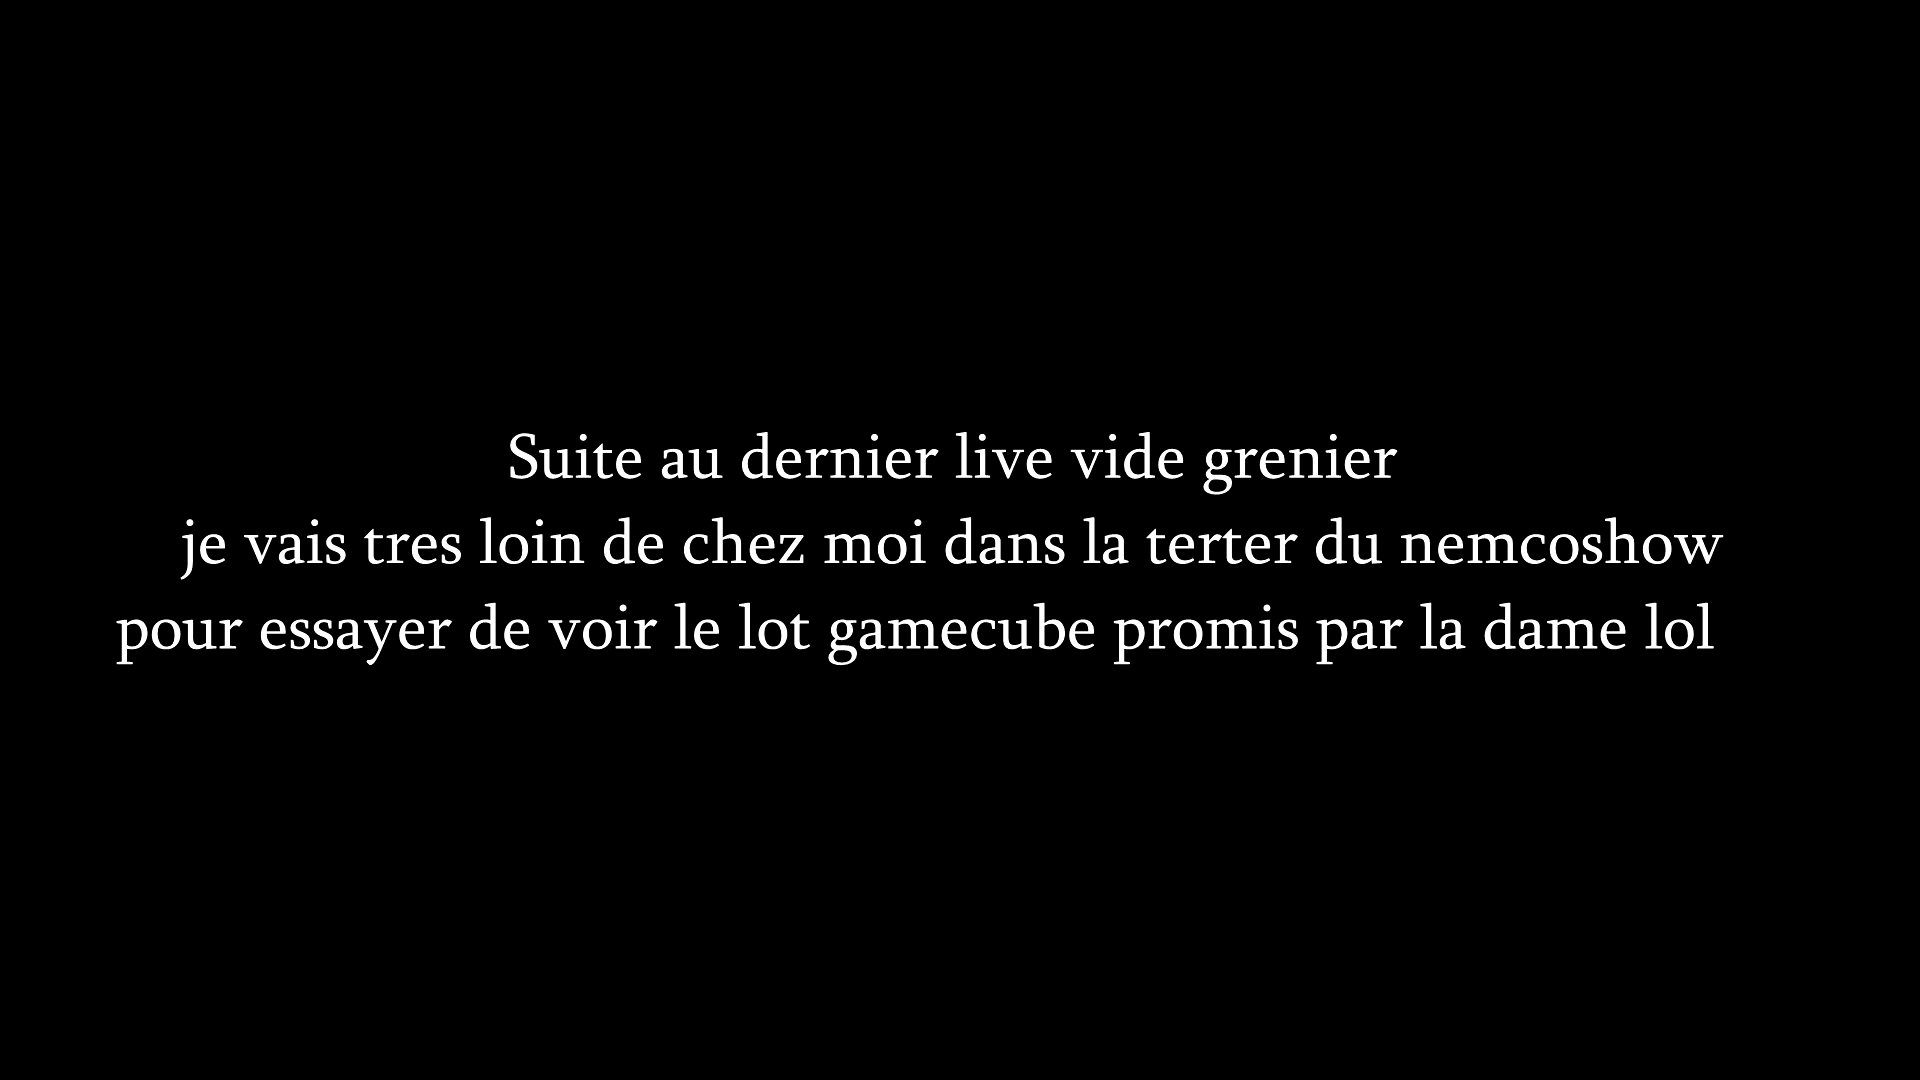 Suite au dernier live vide grenier
je vais tres loin de chez moi dans la terter du nemcoshow
pour essayer de voir le lot gamecube promis par la dame lol